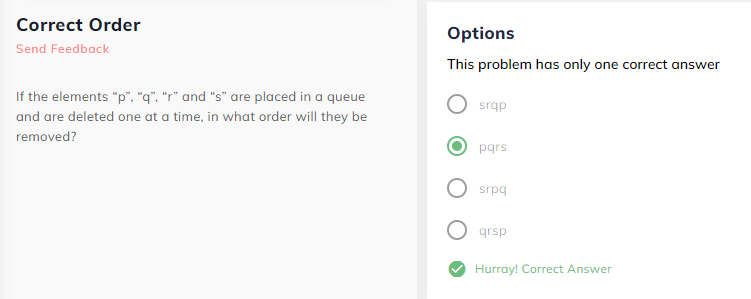 Correct Order
Send Feedback
If the elements “p”, “q”, “r” and “s” are placed in a queue
and are deleted one at a time, in what order will they be
removed?
Options
This problem has only one correct answer
srqp
pqrs
srpq
qrsp
Hurray! Correct Answer